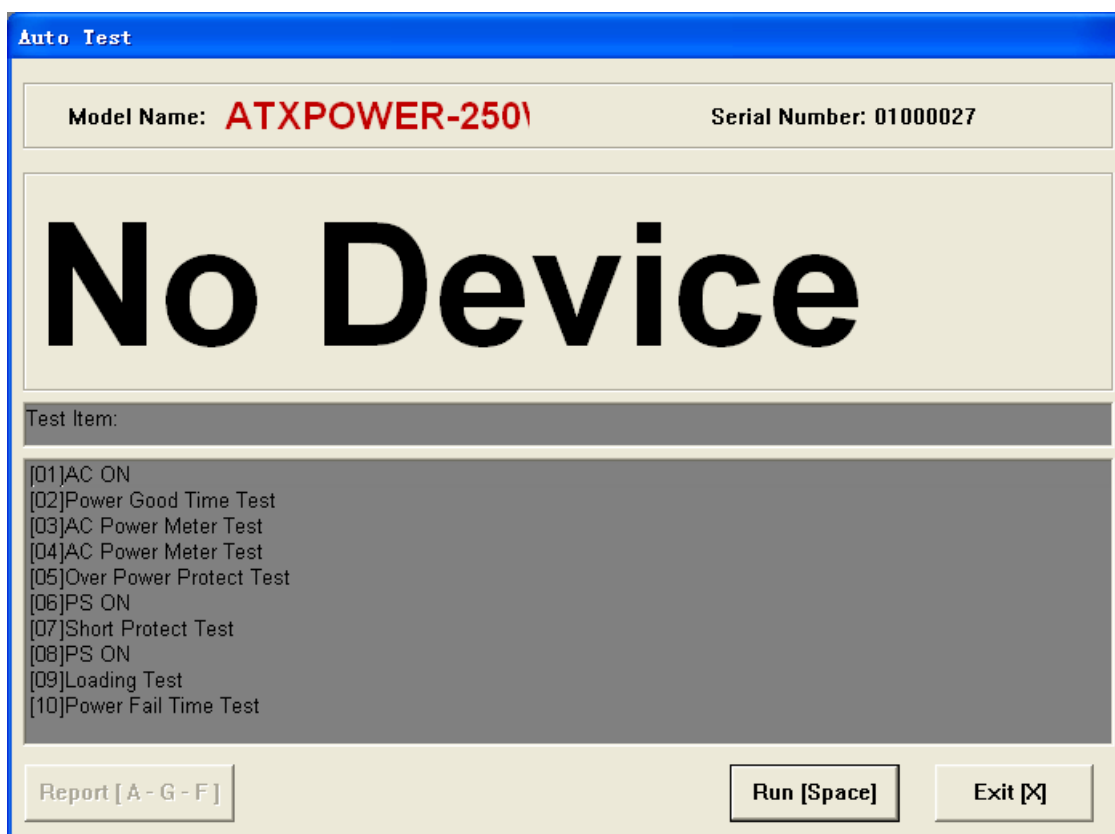 Auto Test
Model Name: ATXPOWER-250 Serial Number: 01000027
No Device
Test Item:
[01]AC ON
[02]Power Good Time Test
[03]AC Power Meter Test
[04]AC Power Meter Test
[05]Over Power Protect Test
[06]PS ON
[07]Short Protect Test
[08]PS ON
[09]Loading Test
[10]Power Fail Time Test
Report [ A - G - F ] Run [Space] Exit [X]